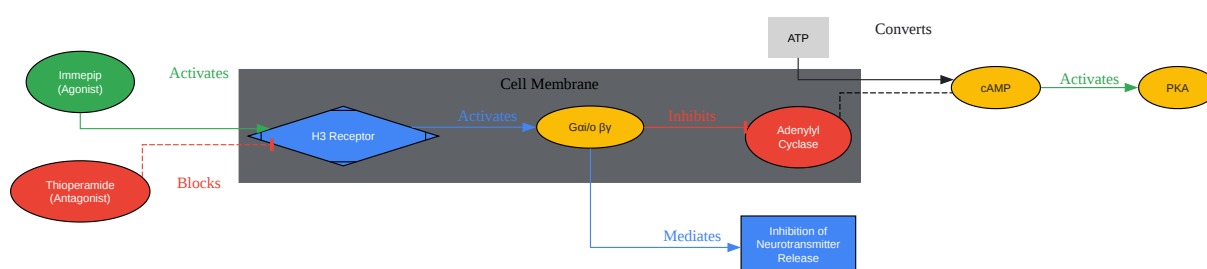 ATP
Converts
Immepip
(Agonist)
Activates
Cell Membrane
cAMP
Activates
PKA
H3 Receptor
Activates
Gαi/o βγ
Inhibits
Adenylyl
Cyclase
Thioperamide
(Antagonist)
Blocks
Mediates
Inhibition of
Neurotransmitter
Release